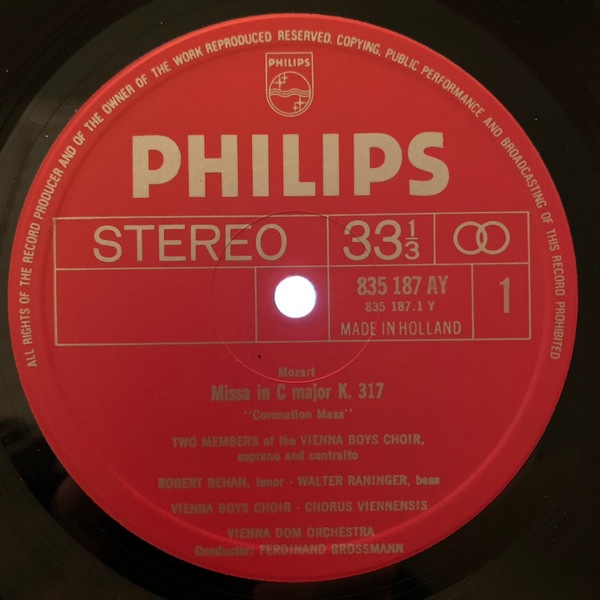 ALL RIGHTS OF THE RECORD PRODUCER AND OF THE OWNER OF THE WORK REPRODUCED RESERVED. COPYING, PUBLIC PERFORMANCE AND BROADCASTING OF THIS RECORD PROHIBITED
PHILIPS
PHILIPS
STEREO 33 1/3
835 187 AY 1
835 187.1 Y
MADE IN HOLLAND
Mozart
Missa in C major K. 317
"Coronation Mass"
TWO MEMBERS of the VIENNA BOYS CHOIR,
soprano and contralto
ROBERT BEHAN, tenor - WALTER RANINGER, bass
VIENNA BOYS CHOIR - CHORUS VIENNENSIS
VIENNA DOM ORCHESTRA
Conductor: FERDINAND GROSSMANN